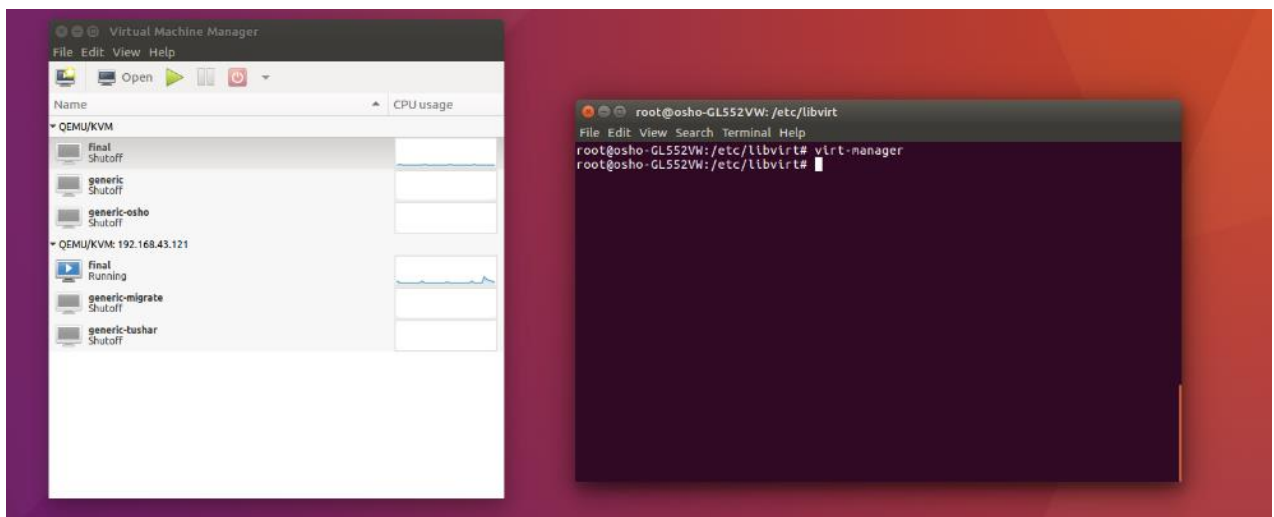 Virtual Machine Manager
File Edit View Help
Open
Name CPU usage
QEMU/KVM
final
Shutoff
generic
Shutoff
generic-osho
Shutoff
QEMU/KVM: 192.168.43.121
final
Running
generic-migrate
Shutoff
generic-tushar
Shutoff
root@osho-GL552VW: /etc/libvirt
File Edit View Search Terminal Help
root@osho-GL552VW:/etc/libvirt# virt-manager
root@osho-GL552VW:/etc/libvirt#